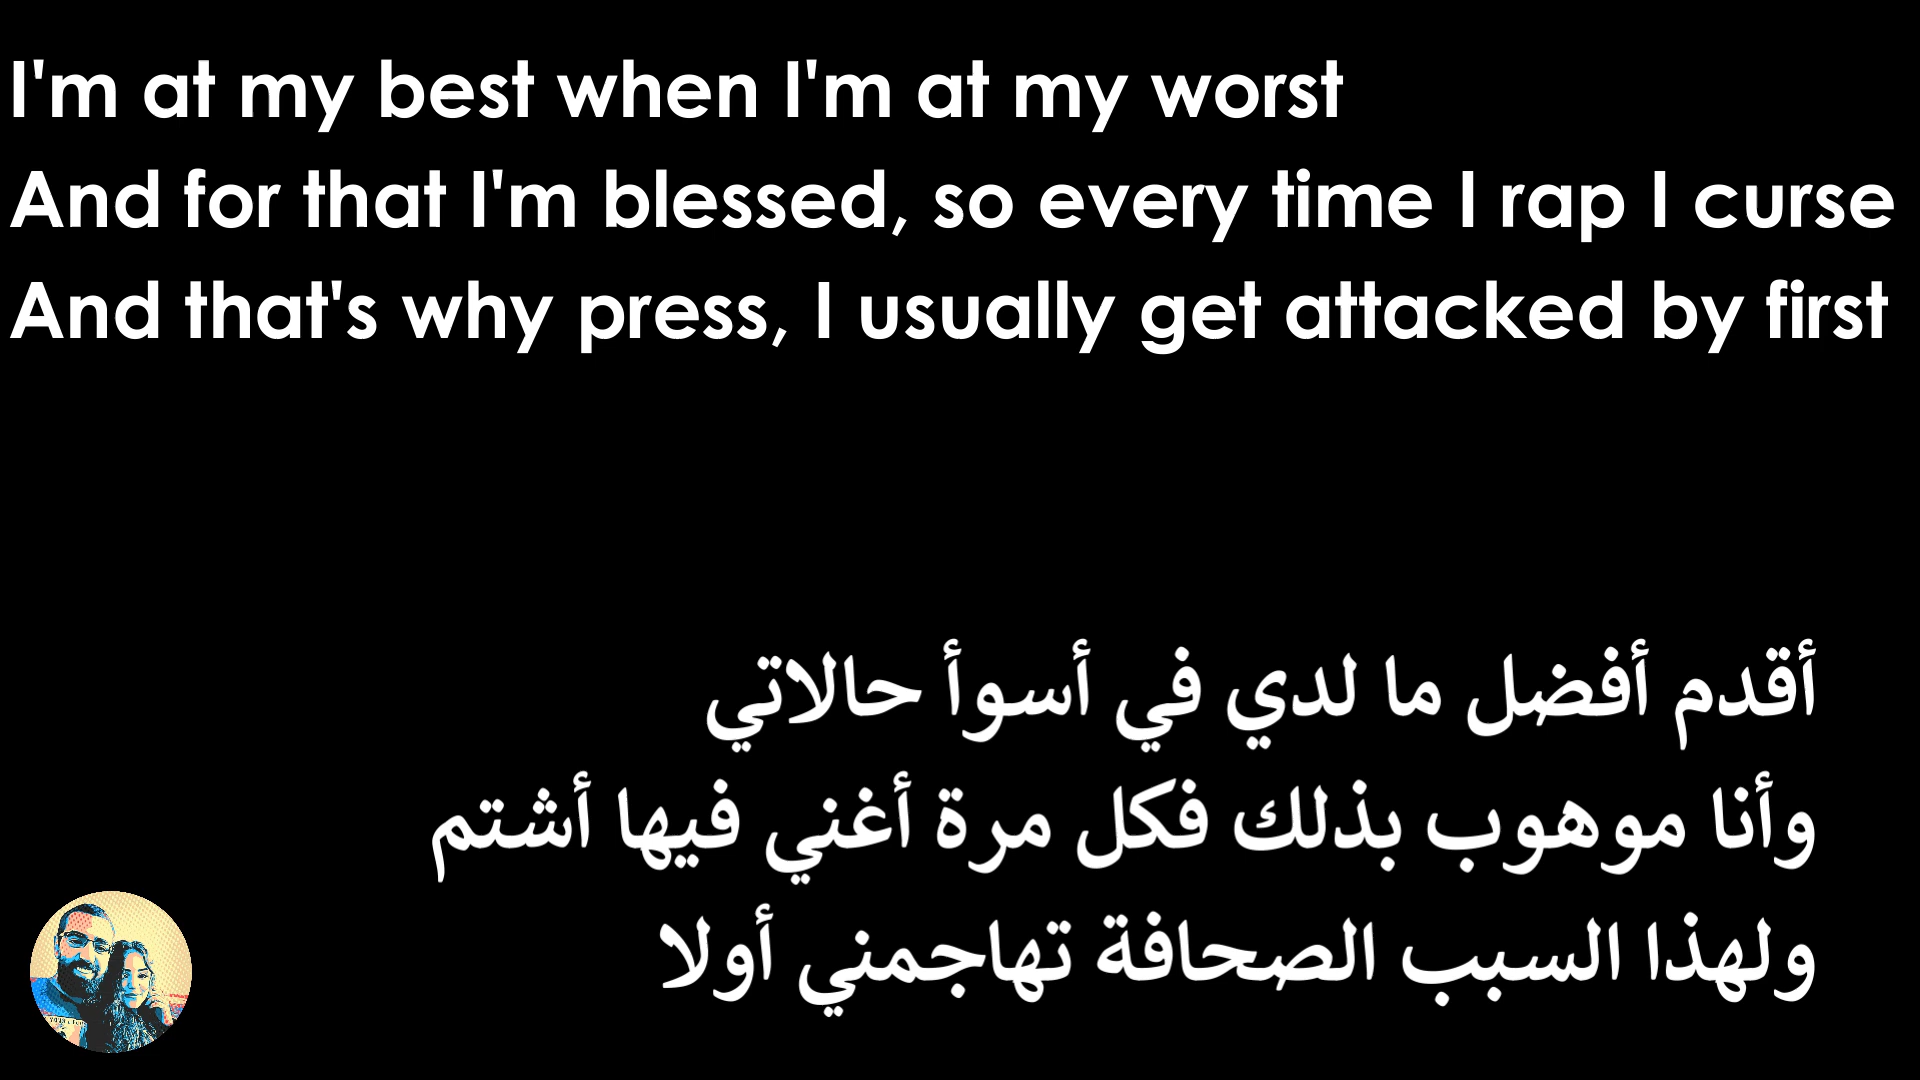 I'm at my best when I'm at my worst
And for that I'm blessed, so every time I rap I curse
And that's why press, I usually get attacked by first
أقدم أفضل ما لدي في أسوأ حالاتي
وأنا موهوب بذلك فكل مرة أغني فيها أشتم
ولهذا السبب الصحافة تهاجمني أولا